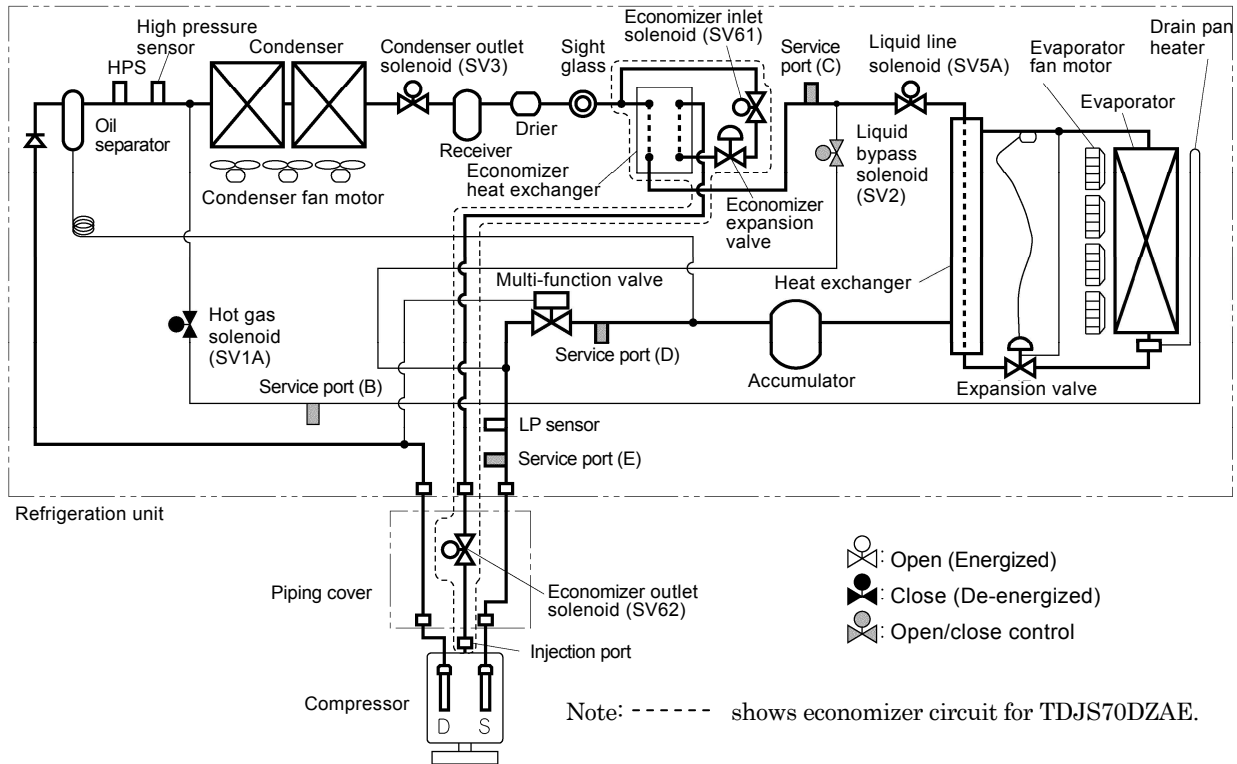 High pressure
sensor
HPS
Condenser
Condenser outlet
solenoid (SV3)
Sight
glass
Economizer inlet
solenoid (SV61)
Service
port (C)
Liquid line
solenoid (SV5A)
Evaporator
fan motor
Drain pan
heater
Evaporator
Oil
separator
Condenser fan motor
Receiver
Drier
Economizer
heat exchanger
Economizer
expansion
valve
Liquid
bypass
solenoid
(SV2)
Multi-function valve
Heat exchanger
Hot gas
solenoid
(SV1A)
Service port (D)
Accumulator
Expansion valve
Service port (B)
LP sensor
Service port (E)
Refrigeration unit
Piping cover
Economizer outlet
solenoid (SV62)
Injection port
Compressor
D S
: Open (Energized)
: Close (De-energized)
: Open/close control
Note: ------ shows economizer circuit for TDJS70DZAE.